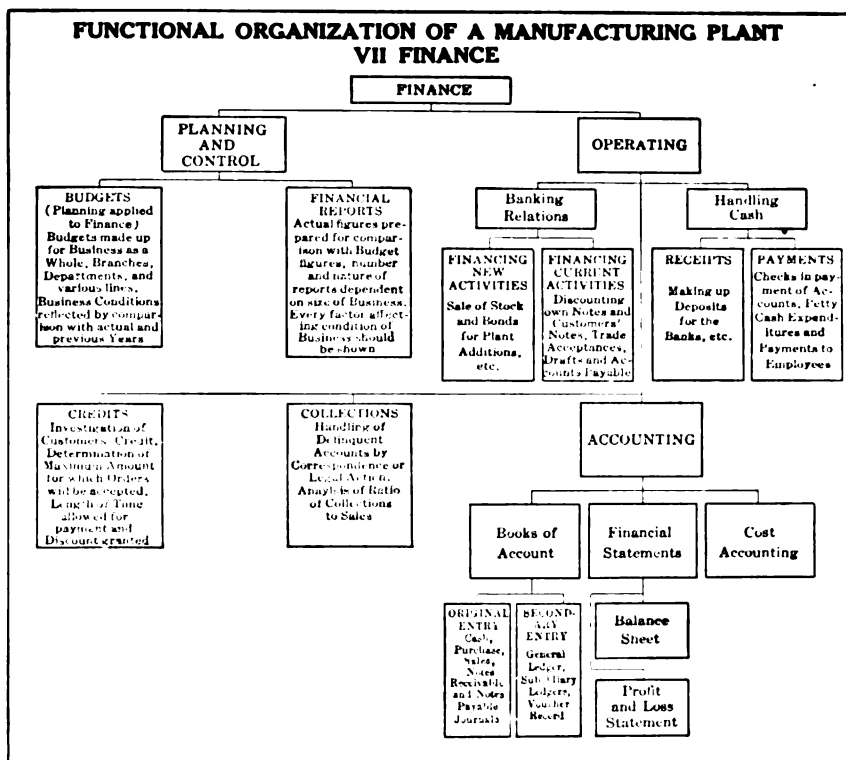 FUNCTIONAL ORGANIZATION OF A MANUFACTURING PLANT
VII FINANCE
FINANCE
PLANNING
AND
CONTROL
OPERATING
BUDGETS
(Planning applied
to Finance)
Budgets made up
for Business as a
Whole, Branches,
Departments, and
various lines,
Business Conditions
reflected by compar-
ison with actual and
previous Years
FINANCIAL
REPORTS
Actual figures pre-
pared for compar-
ison with Budget
figures, number
and nature of
reports dependent
on size of Business.
Every factor affec-
ting condition of
Business should
be shown
Banking
Relations
Handling
Cash
FINANCING
NEW
ACTIVITIES
Sale of Stock
and Bonds
for Plant
Additions,
etc.
FINANCING
CURRENT
ACTIVITIES
Discounting
own Notes and
Customers'
Notes, Trade
Acceptances,
Drafts and Ac-
counts Payable
RECEIPTS
Making up
Deposits
for the
Banks, etc.
PAYMENTS
Checks in pay-
ment of Ac-
counts, Petty
Cash Expend-
itures and
Payments to
Employees
CREDITS
Investigation of
Customers' Credit,
Determination of
Maximum Amount
for which Orders
will be accepted,
Length of Time
allowed for
payment and
Discount granted
COLLECTIONS
Handling of
Delinquent
Accounts by
Correspondence or
Legal Action,
Anaylsis of Ratio
of Collections
to Sales
ACCOUNTING
Books of
Account
Financial
Statements
Cost
Accounting
ORIGINAL
ENTRY
Cash,
Purchase,
Sales,
Notes
Receivable
and Notes
Payable
Journals
SECOND-
ARY
ENTRY
General
Ledger,
Subsidiary
Ledgers,
Voucher
Record
Balance
Sheet
Profit
and Loss
Statement